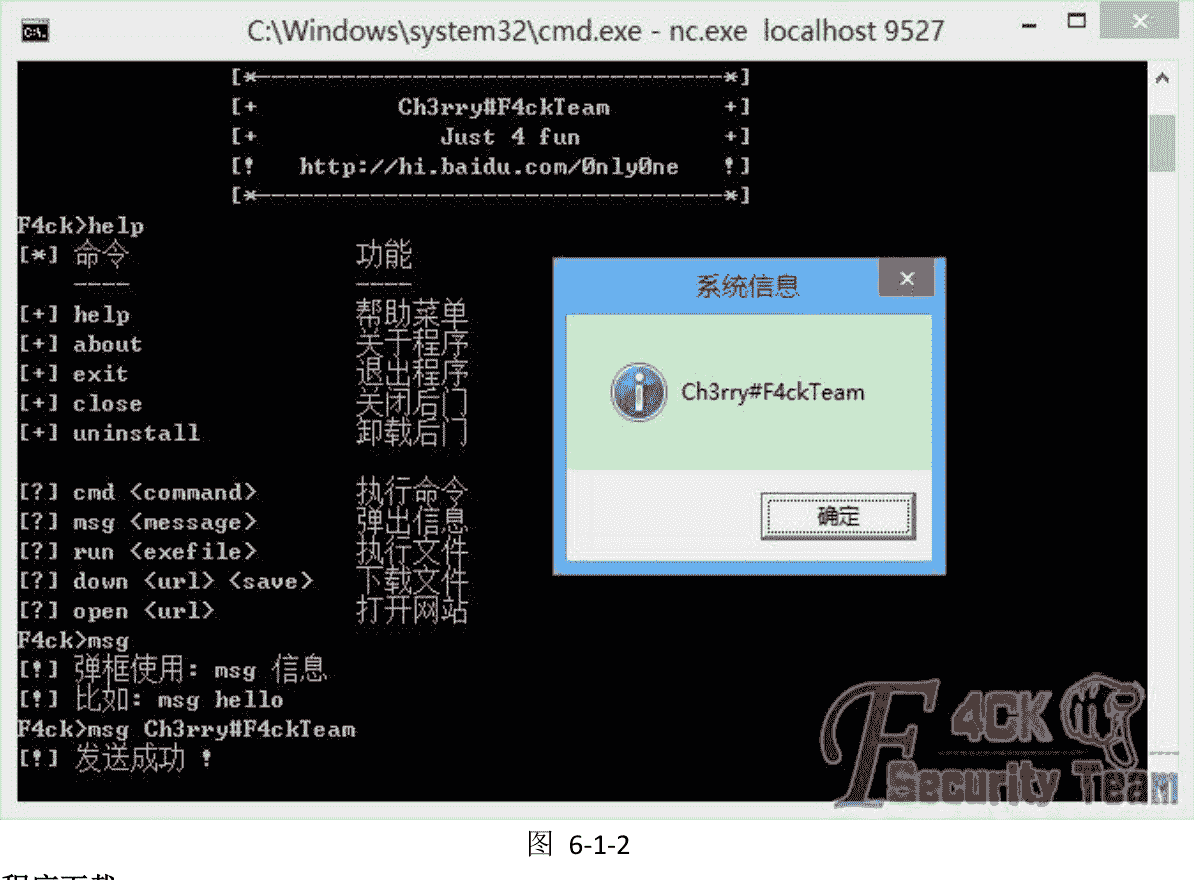 C:\Windows\system32\cmd.exe - nc.exe localhost 9527
[*----------------------------------*]
[+ Ch3rry#F4ckTeam +]
[+ Just 4 fun +]
[! http://hi.baidu.com/0nly0ne !]
[*----------------------------------*]
F4ck>help
[*] 命令 功能
---- ----
[+] help 帮助菜单
[+] about 关于程序
[+] exit 退出程序
[+] close 关闭后门
[+] uninstall 卸载后门
[?] cmd <command> 执行命令
[?] msg <message> 弹出信息
[?] run <exefile> 执行文件
[?] down <url> <save> 下载文件
[?] open <url> 打开网站
F4ck>msg
[!] 弹框使用: msg 信息
[!] 比如: msg hello
F4ck>msg Ch3rry#F4ckTeam
[!] 发送成功 !
系统信息
Ch3rry#F4ckTeam
确定
F4CK
Security Team
图 6-1-2
程序下载